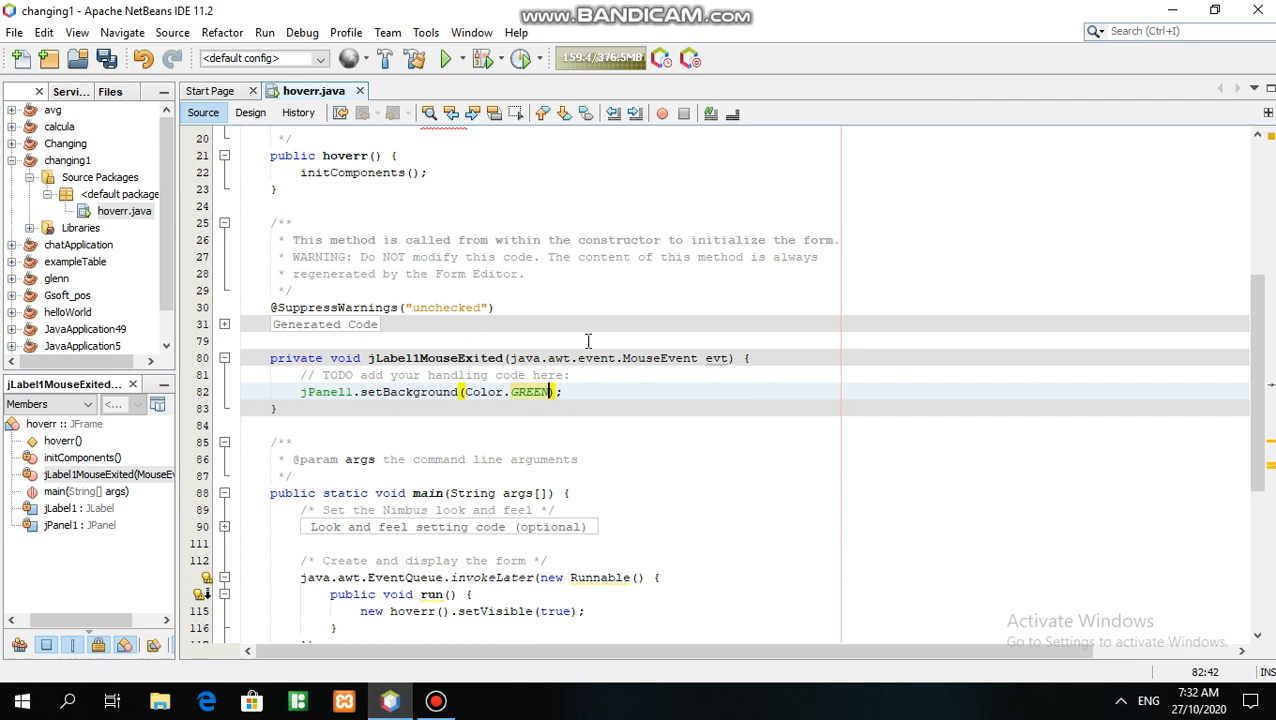 changing1 - Apache NetBeans IDE 11.2
www.BANDICAM.com
File Edit View Navigate Source Refactor Run Debug Profile Team Tools Window Help
Search (Ctrl+I)
<default config>
159.4/376.5MB
Servi... Files
Start Page
hoverr.java
Source Design History
avg
calcula
Changing
changing1
Source Packages
<default package
hoverr.java
Libraries
chatApplication
exampleTable
glenn
Gsoft_pos
helloWorld
JavaApplication49
JavaApplication5
20 */
21 public hoverr() {
22 initComponents();
23 }
24
25 /**
26 * This method is called from within the constructor to initialize the form.
27 * WARNING: Do NOT modify this code. The content of this method is always
28 * regenerated by the Form Editor.
29 */
30 @SuppressWarnings("unchecked")
31 Generated Code
79
80 private void jLabel1MouseExited(java.awt.event.MouseEvent evt) {
81 // TODO add your handling code here:
82 jPanel1.setBackground(Color.GREEN);
83 }
84
85 /**
86 * @param args the command line arguments
87 */
88 public static void main(String args[]) {
89 /* Set the Nimbus look and feel */
90 Look and feel setting code (optional)
111
112 /* Create and display the form */
java.awt.EventQueue.invokeLater(new Runnable() {
public void run() {
115 new hoverr().setVisible(true);
116 }
});
jLabel1MouseExited...
Members
<...
hoverr :: JFrame
hoverr()
initComponents()
jLabel1MouseExited(MouseEv
main(String[] args)
jLabel1 : JLabel
jPanel1 : JPanel
Activate Windows
Go to Settings to activate Windows.
82:42
INS
ENG
7:32 AM
27/10/2020